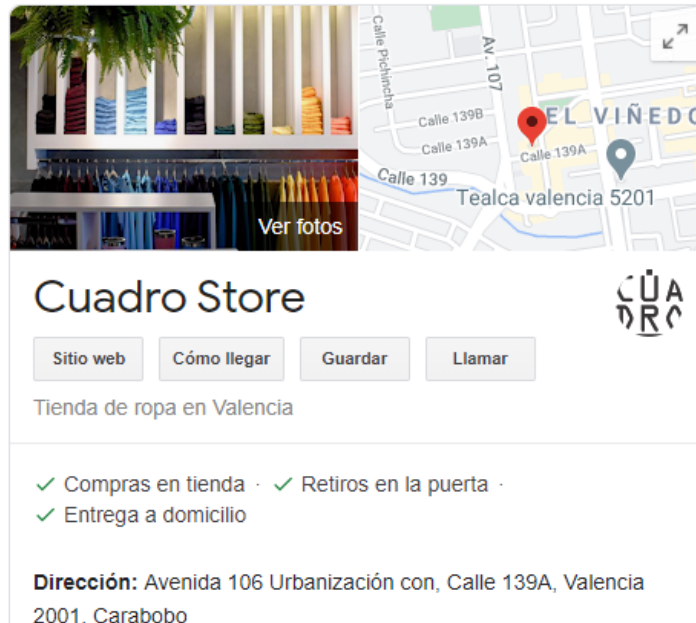 Calle Pichincha
Av. 107
Calle 139B
EL VIÑEDO
Calle 139A
Calle 139A
Calle 139
Tealca valencia 5201
Ver fotos
Cuadro Store
CUA
DRO
Sitio web
Cómo llegar
Guardar
Llamar
Tienda de ropa en Valencia
Compras en tienda · Retiros en la puerta ·
Entrega a domicilio
Dirección: Avenida 106 Urbanización con, Calle 139A, Valencia
2001, Carabobo